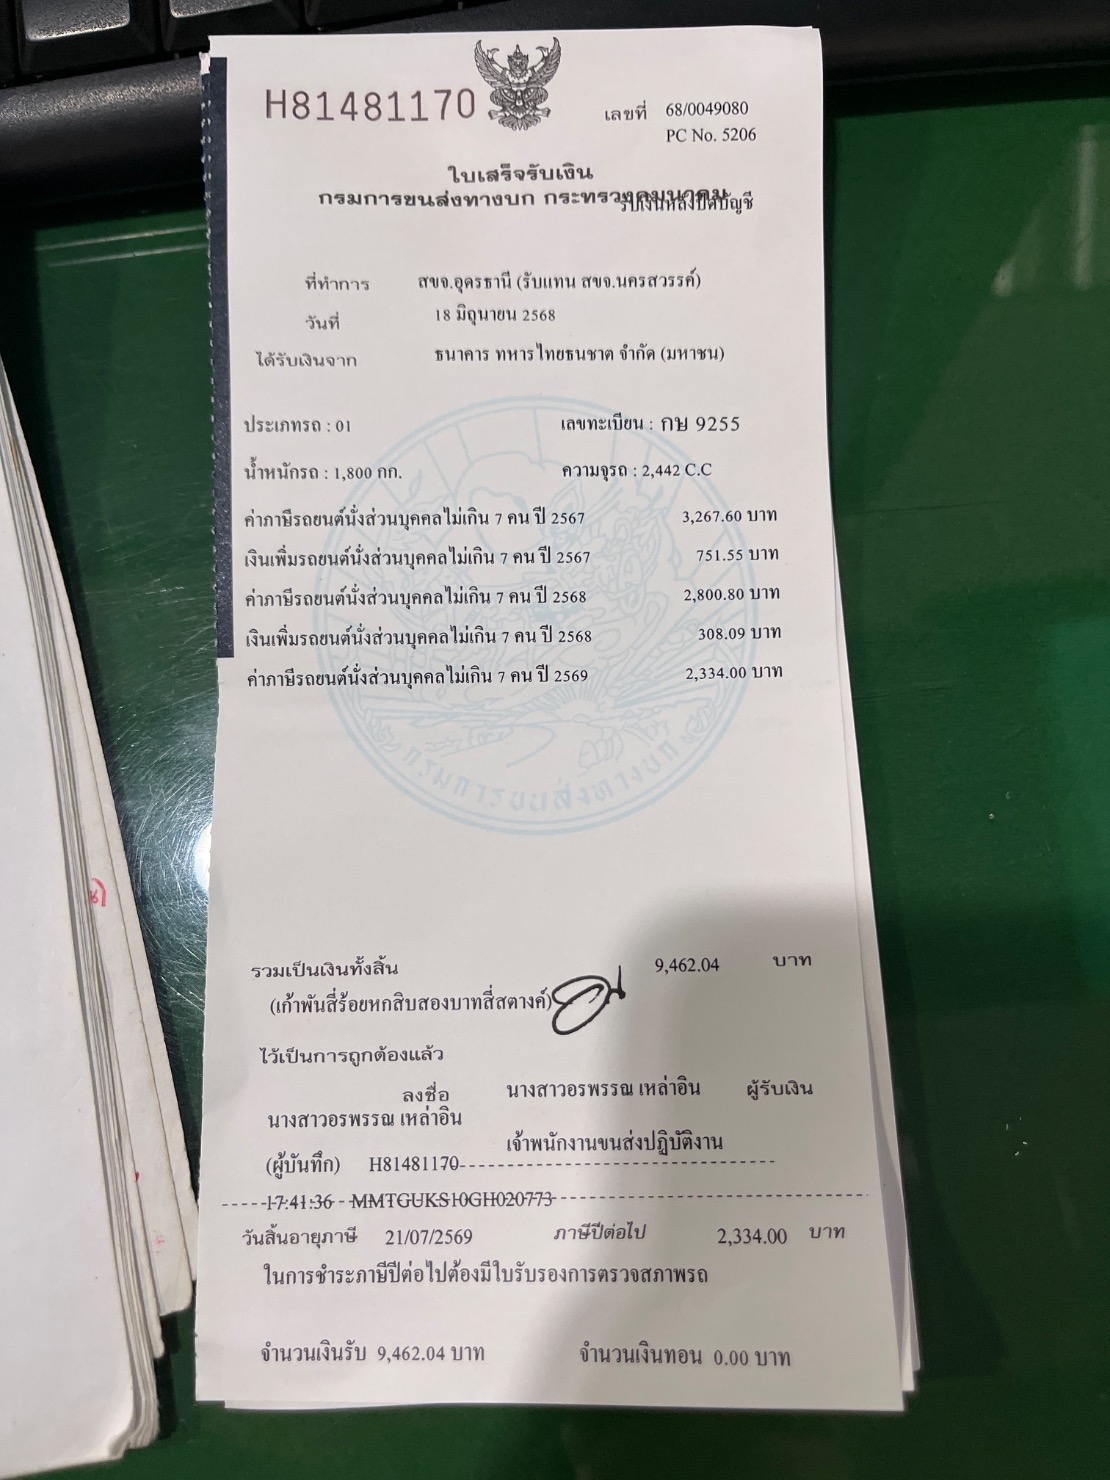 H81481170
เลขที่ 68/0049080
PC No. 5206
ใบเสร็จรับเงิน
กรมการขนส่งทางบก กระทรวงคมนาคม
รับเงินหลังปิดบัญชี
ที่ทำการ สขจ.อุดรธานี (รับแทน สขจ.นครสวรรค์)
วันที่ 18 มิถุนายน 2568
ได้รับเงินจาก ธนาคาร ทหารไทยธนชาต จำกัด (มหาชน)
ประเภทรถ : 01 เลขทะเบียน : กษ 9255
น้ำหนักรถ : 1,800 กก. ความจุรถ : 2,442 C.C
ค่าภาษีรถยนต์นั่งส่วนบุคคลไม่เกิน 7 คน ปี 2567 3,267.60 บาท
เงินเพิ่มรถยนต์นั่งส่วนบุคคลไม่เกิน 7 คน ปี 2567 751.55 บาท
ค่าภาษีรถยนต์นั่งส่วนบุคคลไม่เกิน 7 คน ปี 2568 2,800.80 บาท
เงินเพิ่มรถยนต์นั่งส่วนบุคคลไม่เกิน 7 คน ปี 2568 308.09 บาท
ค่าภาษีรถยนต์นั่งส่วนบุคคลไม่เกิน 7 คน ปี 2569 2,334.00 บาท
กรมการขนส่งทางบก
รวมเป็นเงินทั้งสิ้น 9,462.04 บาท
(เก้าพันสี่ร้อยหกสิบสองบาทสี่สตางค์)
ไว้เป็นการถูกต้องแล้ว
ลงชื่อ นางสาวอรพรรณ เหล่าอิน ผู้รับเงิน
นางสาวอรพรรณ เหล่าอิน
เจ้าพนักงานขนส่งปฏิบัติงาน
(ผู้บันทึก) H81481170
17:41:36 MMTGUKS10GH020773
วันสิ้นอายุภาษี 21/07/2569 ภาษีปีต่อไป 2,334.00 บาท
ในการชำระภาษีปีต่อไปต้องมีใบรับรองการตรวจสภาพรถ
จำนวนเงินรับ 9,462.04 บาท จำนวนเงินทอน 0.00 บาท